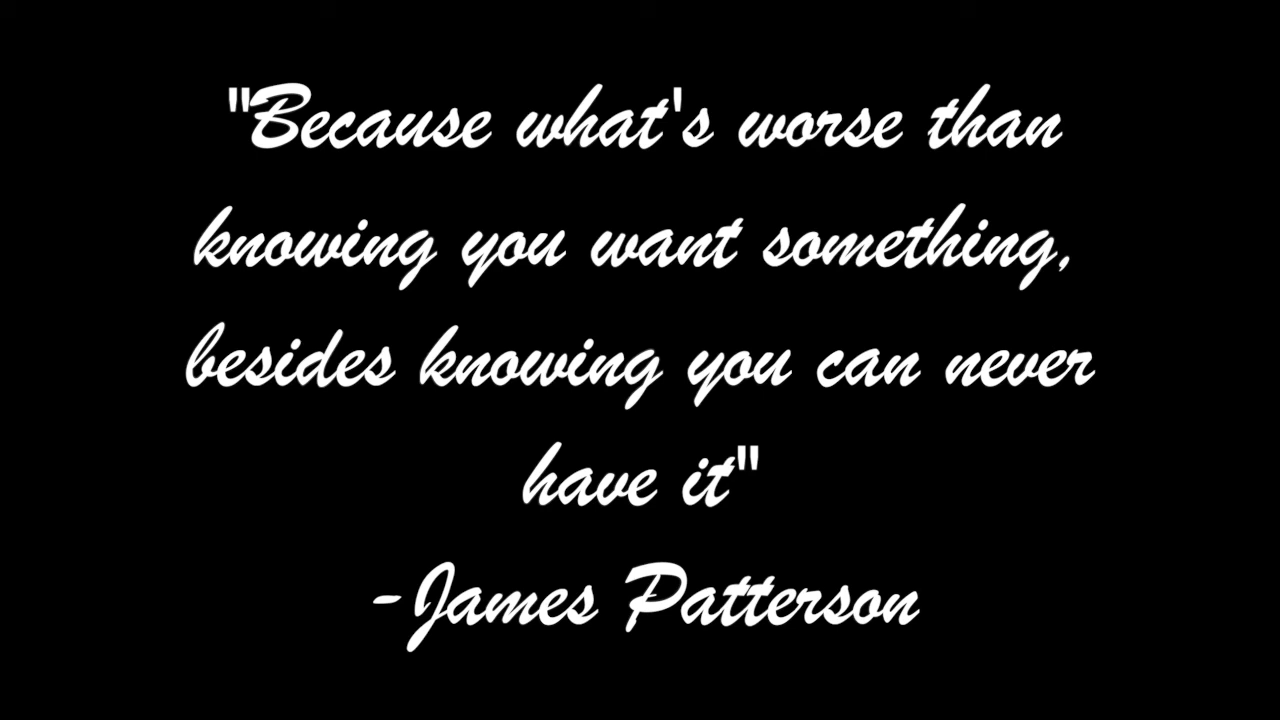 "Because what's worse than
knowing you want something,
besides knowing you can never
have it"
-James Patterson